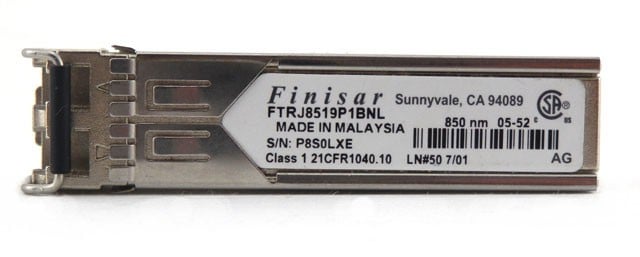 Finisar Sunnyvale, CA 94089
FTRJ8519P1BNL
MADE IN MALAYSIA 850 nm 05-52
S/N: P8S0LXE
Class 1 21CFR1040.10 LN#50 7/01 AG
SA